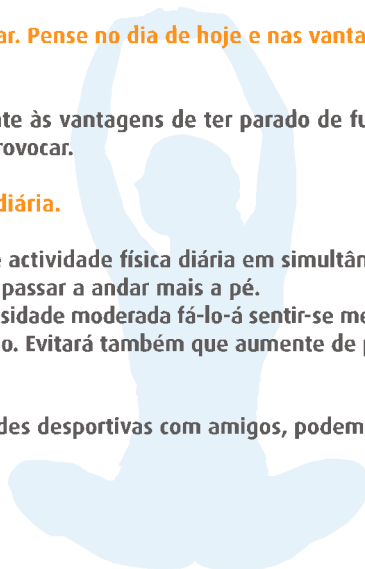 ar. Pense no dia de hoje e nas vanta
te às vantagens de ter parado de fu
rovocar.
diária.
e actividade física diária em simultân
passar a andar mais a pé.
sidade moderada fá-lo-á sentir-se me
o. Evitará também que aumente de p
des desportivas com amigos, podem